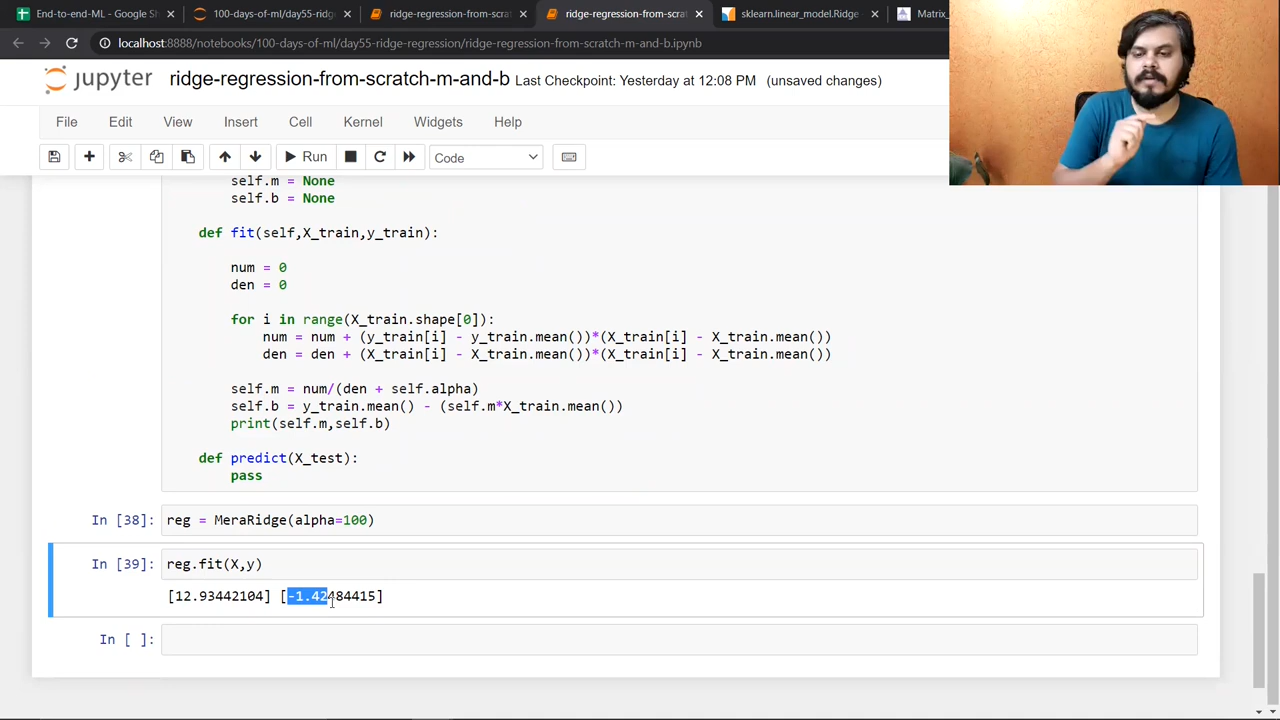 End-to-end-ML - Google Sh
100-days-of-ml/day55-ridge
ridge-regression-from-scra
ridge-regression-from-scra
sklearn.linear_model.Ridge
Matrix_
localhost:8888/notebooks/100-days-of-ml/day55-ridge-regression/ridge-regression-from-scratch-m-and-b.ipynb
jupyter ridge-regression-from-scratch-m-and-b Last Checkpoint: Yesterday at 12:08 PM (unsaved changes)
File Edit View Insert Cell Kernel Widgets Help
Run Code
self.m = None
self.b = None
def fit(self,X_train,y_train):
num = 0
den = 0
for i in range(X_train.shape[0]):
num = num + (y_train[i] - y_train.mean())*(X_train[i] - X_train.mean())
den = den + (X_train[i] - X_train.mean())*(X_train[i] - X_train.mean())
self.m = num/(den + self.alpha)
self.b = y_train.mean() - (self.m*X_train.mean())
print(self.m,self.b)
def predict(X_test):
pass
In [38]: reg = MeraRidge(alpha=100)
In [39]: reg.fit(X,y)
[12.93442104] [-1.42484415]
In [ ]: